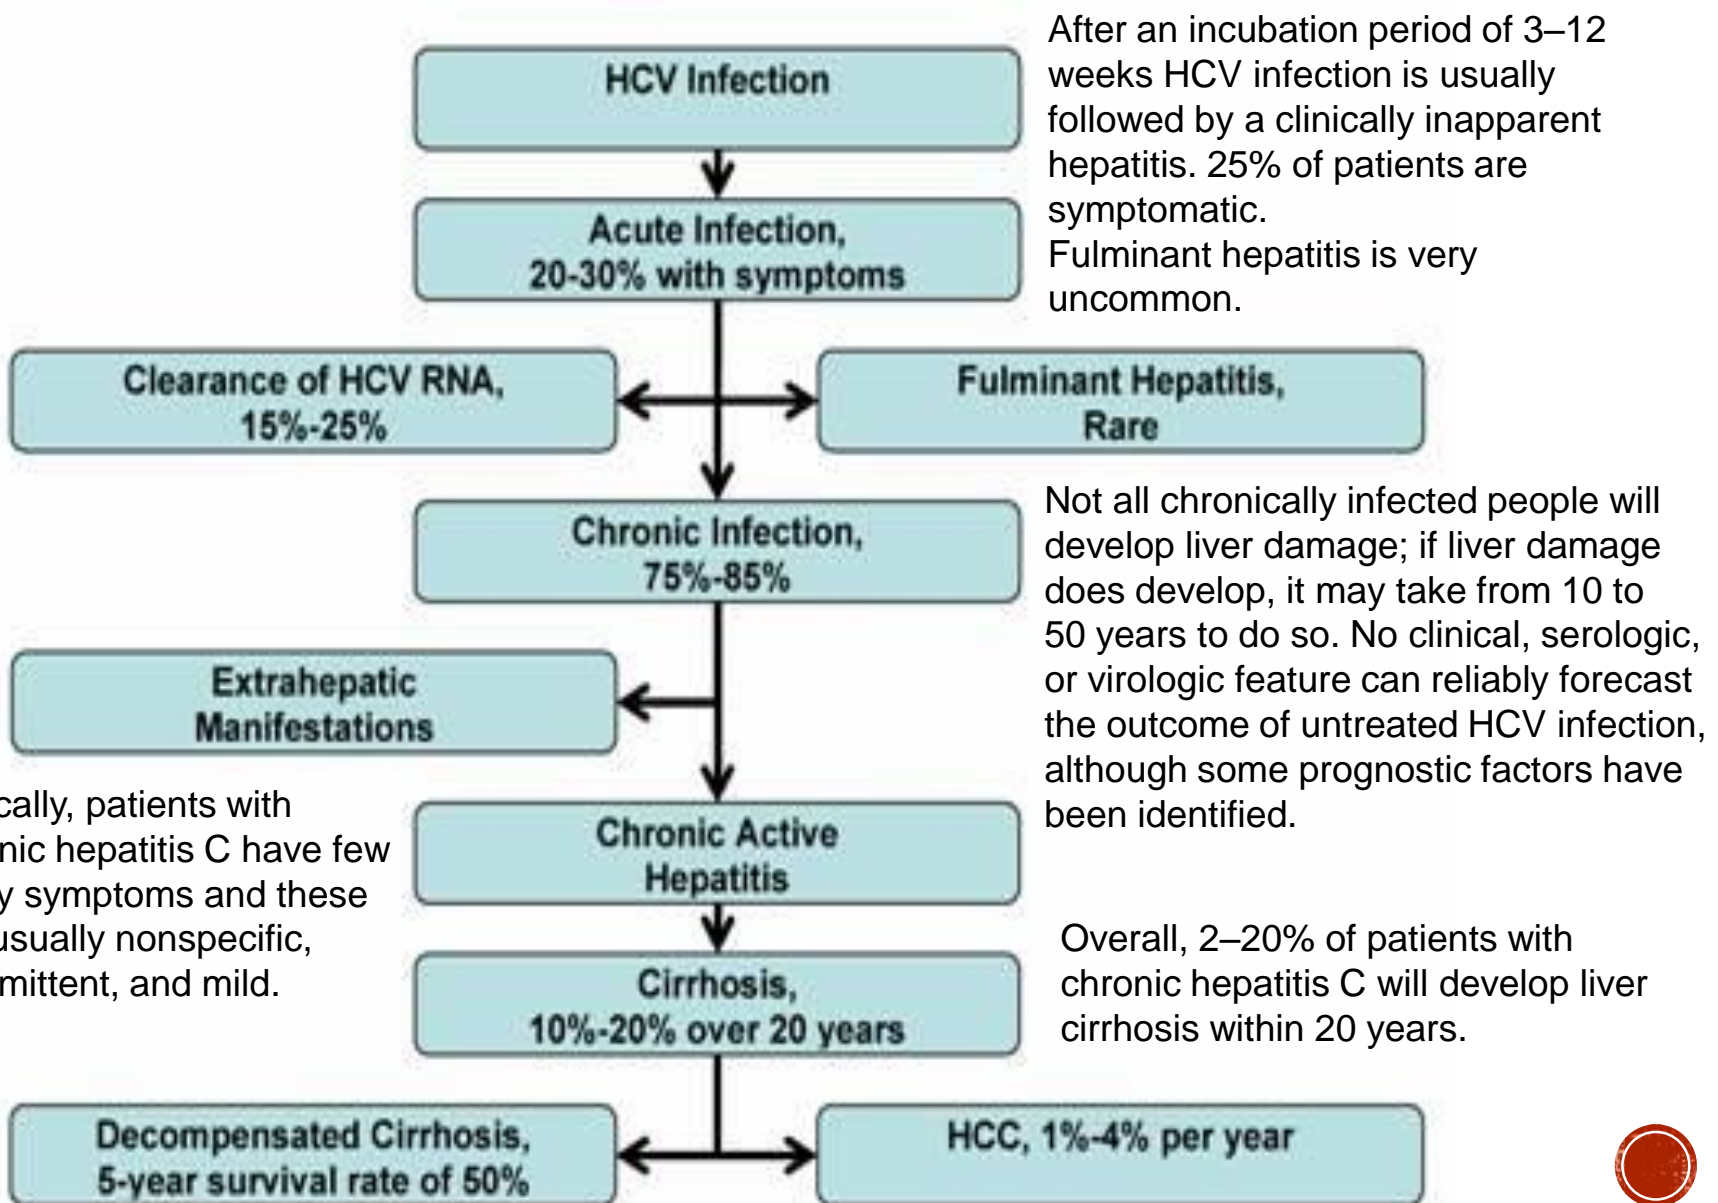 HCV Infection
After an incubation period of 3–12
weeks HCV infection is usually
followed by a clinically inapparent
hepatitis. 25% of patients are
symptomatic.
Fulminant hepatitis is very
uncommon.
Acute Infection,
20-30% with symptoms
Clearance of HCV RNA,
15%-25%
Fulminant Hepatitis,
Rare
Chronic Infection,
75%-85%
Not all chronically infected people will
develop liver damage; if liver damage
does develop, it may take from 10 to
50 years to do so. No clinical, serologic,
or virologic feature can reliably forecast
the outcome of untreated HCV infection,
although some prognostic factors have
been identified.
Extrahepatic
Manifestations
patients with
hepatitis C have few
symptoms and these
usually nonspecific,
and mild.
Chronic Active
Hepatitis
Cirrhosis,
10%-20% over 20 years
Overall, 2–20% of patients with
chronic hepatitis C will develop liver
cirrhosis within 20 years.
Decompensated Cirrhosis,
5-year survival rate of 50%
HCC, 1%-4% per year